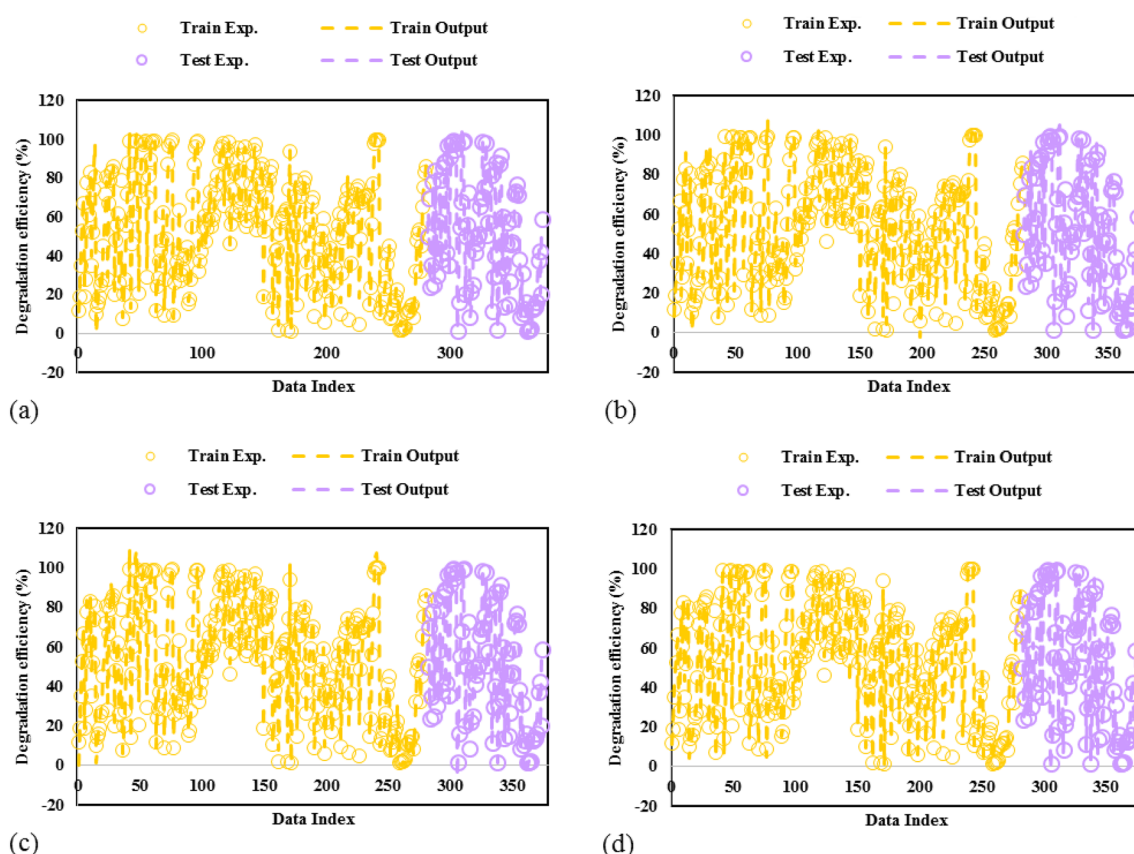 Train Exp. Train Output
Test Exp. Test Output
Degradation efficiency (%)
120
100
80
60
40
20
0
-20
0 100 200 300
Data Index
(a)
Train Exp. Train Output
Test Exp. Test Output
Degradation efficiency (%)
120
100
80
60
40
20
0
-20
0 50 100 150 200 250 300 350
Data Index
(b)
Train Exp. Train Output
Test Exp. Test Output
Degradation efficiency (%)
120
100
80
60
40
20
0
-20
0 50 100 150 200 250 300 350
Data Index
(c)
Train Exp. Train Output
Test Exp. Test Output
Degradation efficiency (%)
120
100
80
60
40
20
0
-20
0 50 100 150 200 250 300 350
Data Index
(d)